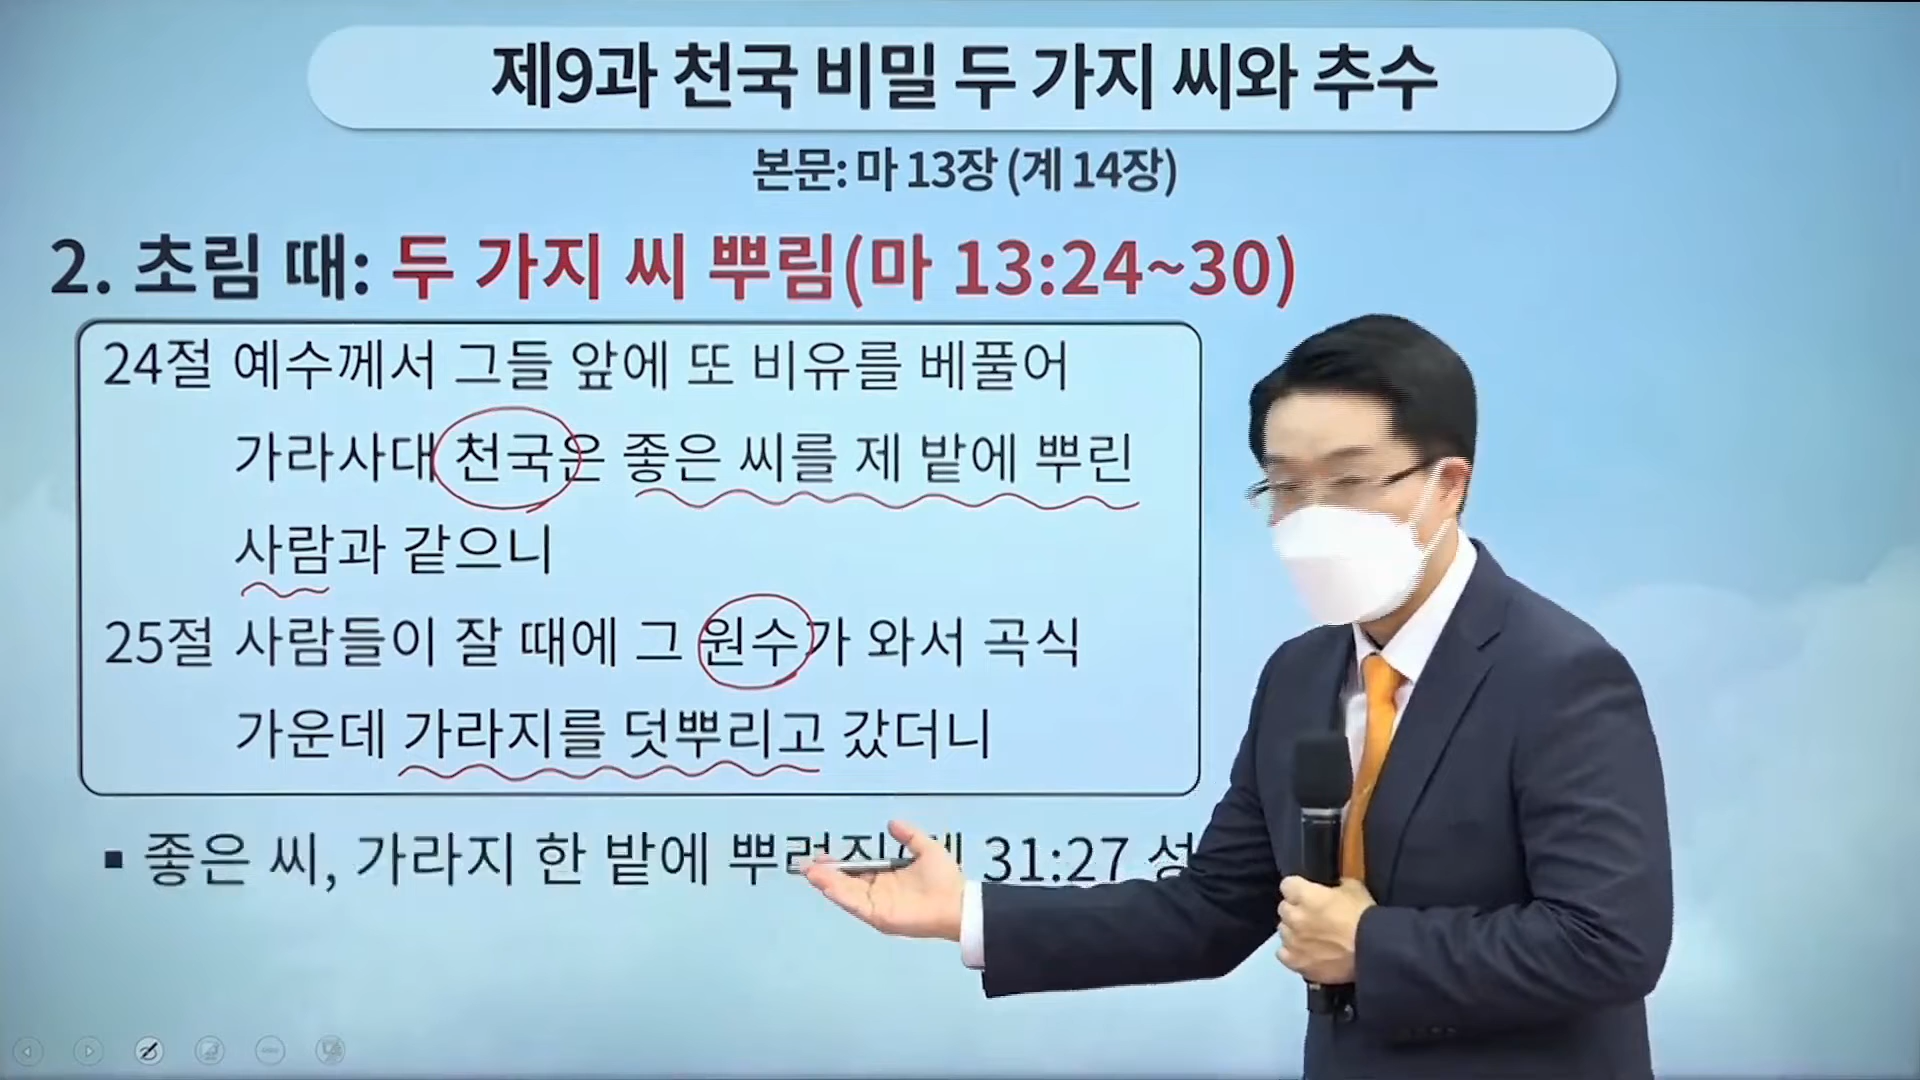 제9과 천국 비밀 두 가지 씨와 추수
본문: 마 13장 (계 14장)
2. 초림 때: 두 가지 씨 뿌림(마 13:24~30)
24절 예수께서 그들 앞에 또 비유를 베풀어
가라사대 천국은 좋은 씨를 제 밭에 뿌린
사람과 같으니
25절 사람들이 잘 때에 그 원수가 와서 곡식
가운데 가라지를 덧뿌리고 갔더니
▪ 좋은 씨, 가라지 한 밭에 31:27